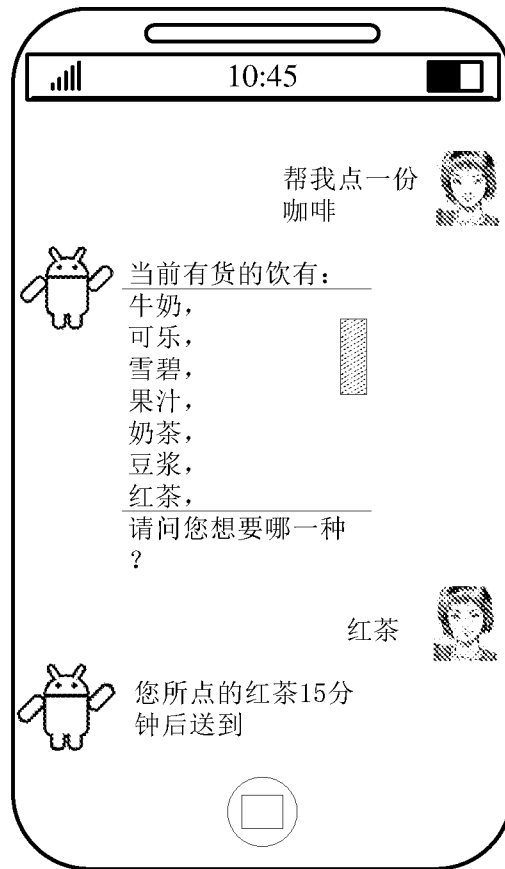 10:45
帮我点一份
咖啡
当前有货的饮有：
牛奶，
可乐，
雪碧，
果汁，
奶茶，
豆浆，
红茶，
请问您想要哪一种
？
红茶
您所点的红茶15分
钟后送到